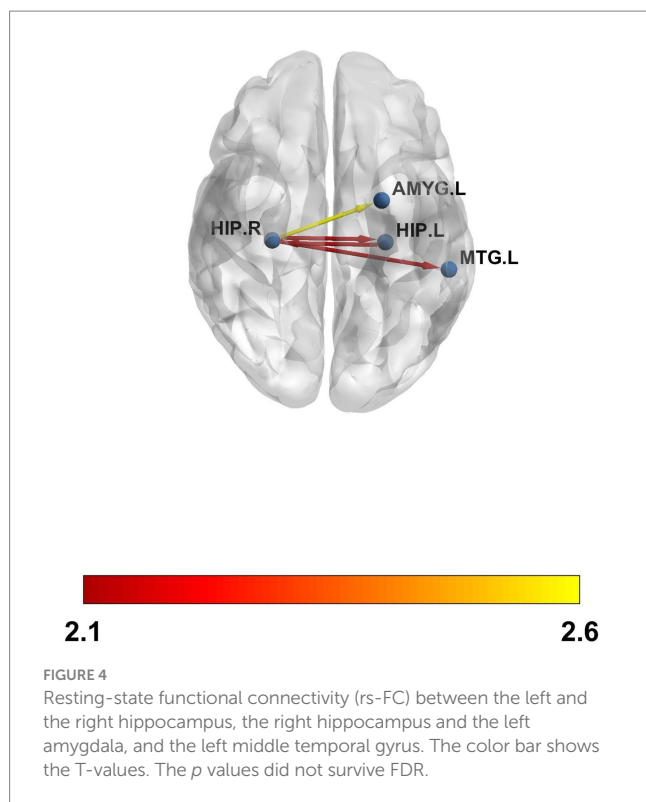 AMYG.L
HIP.R
HIP.L
MTG.L
2.1
2.6
FIGURE 4
Resting-state functional connectivity (rs-FC) between the left and
the right hippocampus, the right hippocampus and the left
amygdala, and the left middle temporal gyrus. The color bar shows
the T-values. The p values did not survive FDR.